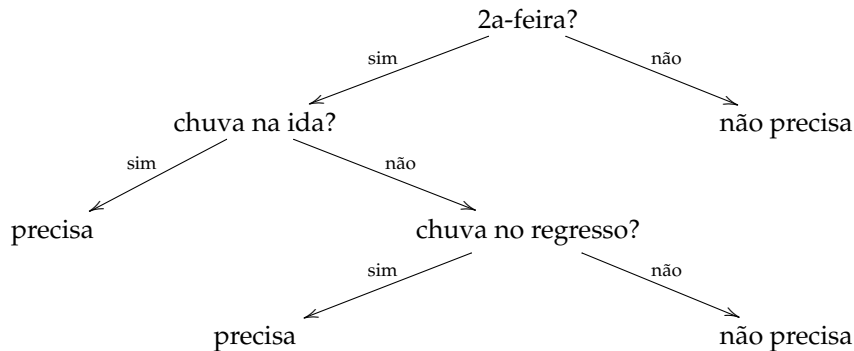 2a-feira?
sim
não
chuva na ida?
não precisa
sim
não
precisa
chuva no regresso?
sim
não
precisa
não precisa